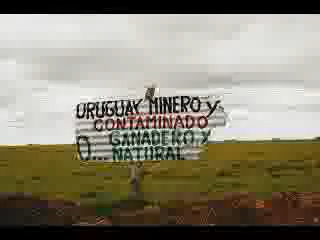 URUGUAY MINERO Y
CONTAMINADO
O... GANADERO Y
NATURAL